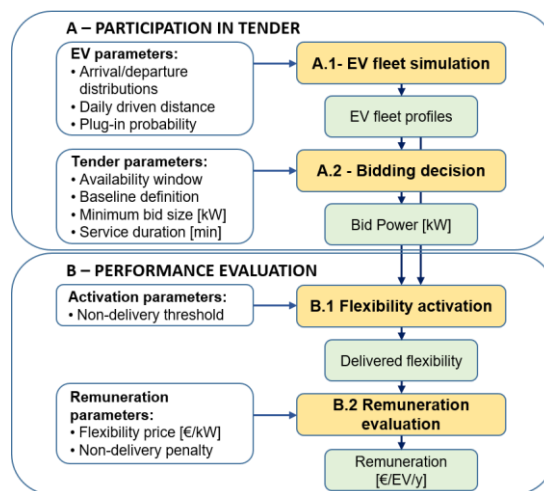 A – PARTICIPATION IN TENDER
EV parameters:
• Arrival/departure
distributions
• Daily driven distance
• Plug-in probability
A.1- EV fleet simulation
EV fleet profiles
Tender parameters:
• Availability window
• Baseline definition
• Minimum bid size [kW]
• Service duration [min]
A.2 - Bidding decision
Bid Power [kW]
B – PERFORMANCE EVALUATION
Activation parameters:
• Non-delivery threshold
B.1 Flexibility activation
Delivered flexibility
Remuneration
parameters:
• Flexibility price [€/kW]
• Non-delivery penalty
B.2 Remuneration
evaluation
Remuneration
[€/EV/y]